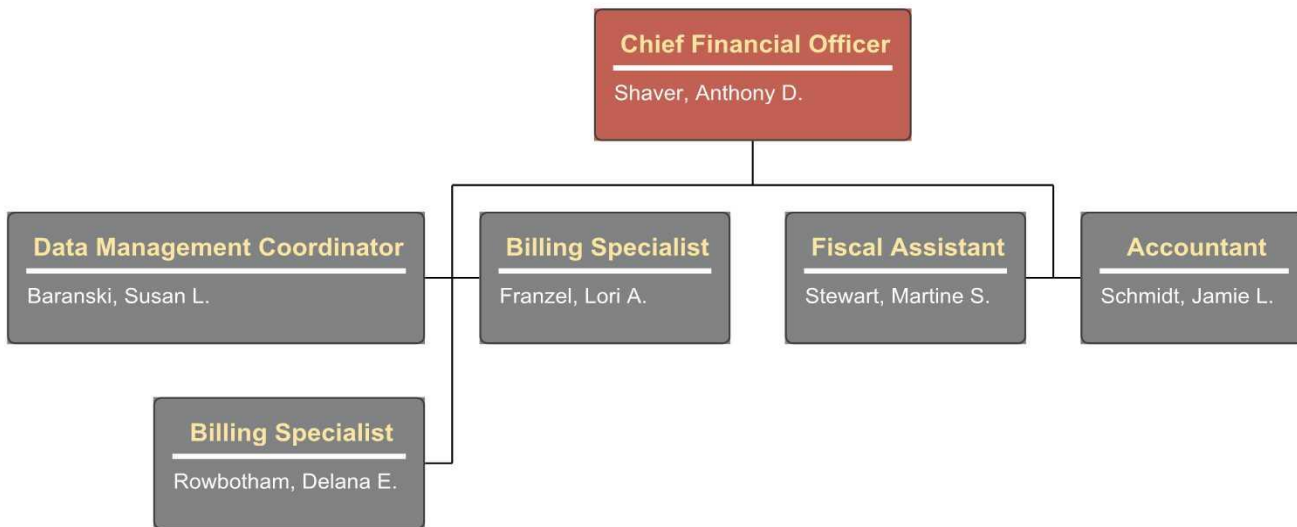 Chief Financial Officer
Shaver, Anthony D.
Data Management Coordinator
Baranski, Susan L.
Billing Specialist
Franzel, Lori A.
Fiscal Assistant
Stewart, Martine S.
Accountant
Schmidt, Jamie L.
Billing Specialist
Rowbotham, Delana E.